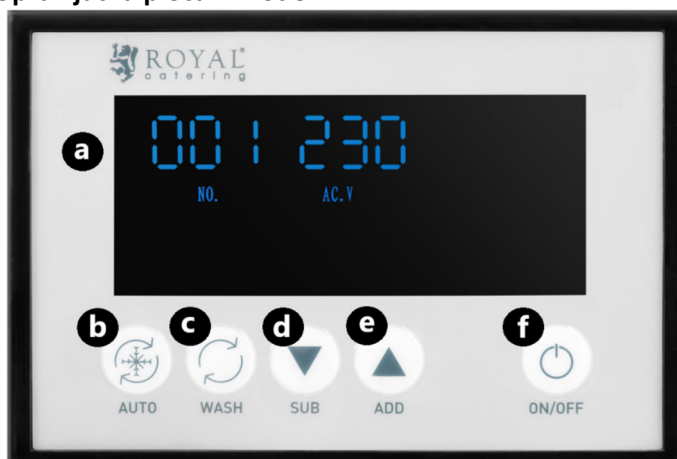 ROYAL
catering
a
001 230
NO. AC.V
b c d e f
AUTO WASH SUB ADD ON/OFF